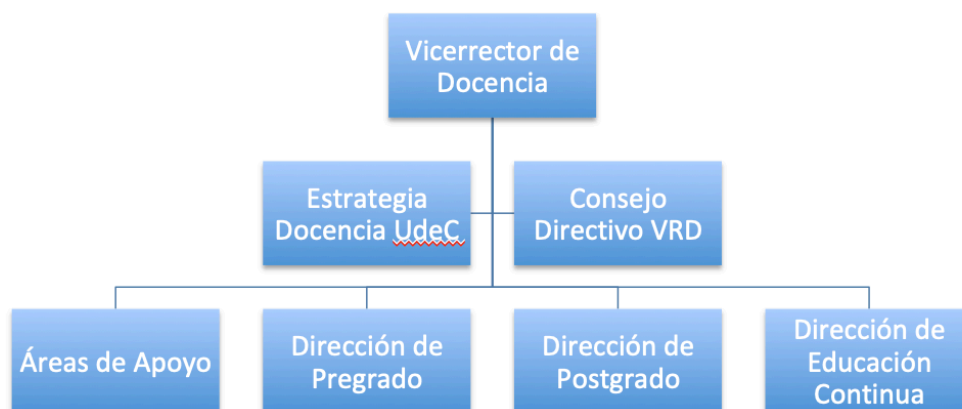 Vicerrector de
Docencia
Estrategia
Docencia UdeC
Consejo
Directivo VRD
Áreas de Apoyo
Dirección de
Pregrado
Dirección de
Postgrado
Dirección de
Educación
Continua